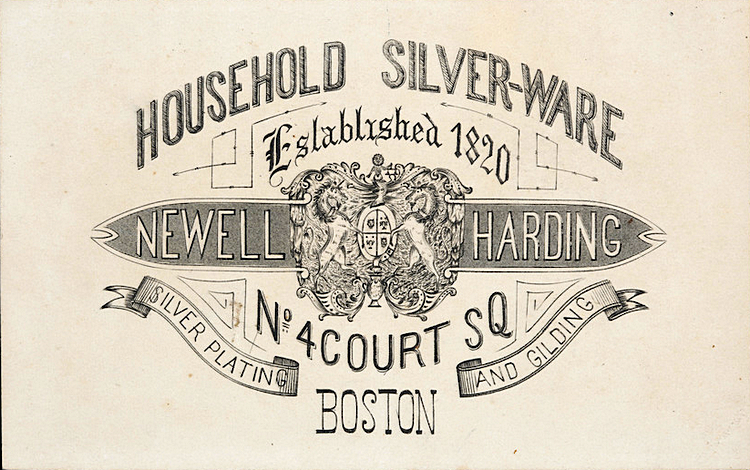 HOUSEHOLD SILVER-WARE
Established 1820
NEWELL HARDING
SILVER PLATING
No 4 COURT SQ
AND GILDING
BOSTON